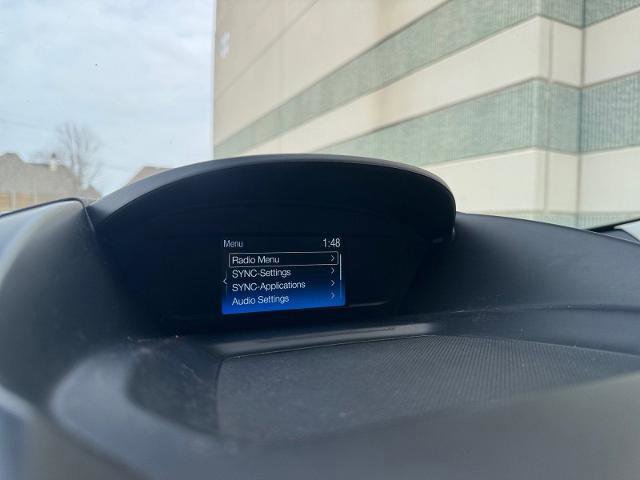 Menu 1:48
Radio Menu >
SYNC-Settings >
SYNC-Applications >
Audio Settings >